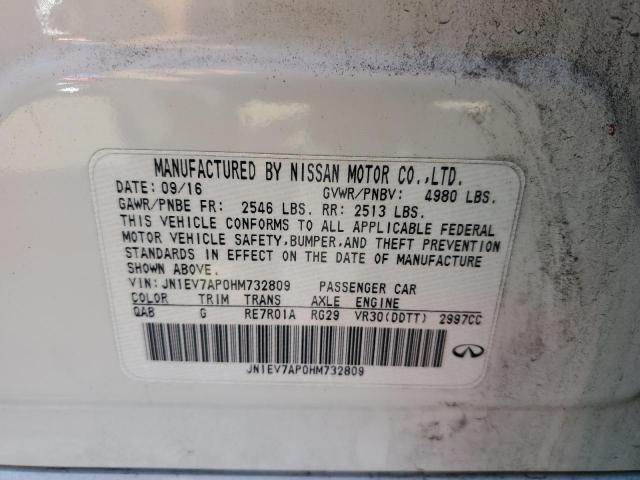 MANUFACTURED BY NISSAN MOTOR CO.,LTD.
DATE: 09/16 GVWR/PNBV: 4980 LBS.
GAWR/PNBE FR: 2546 LBS. RR: 2513 LBS.
THIS VEHICLE CONFORMS TO ALL APPLICABLE FEDERAL
MOTOR VEHICLE SAFETY,BUMPER,AND THEFT PREVENTION
STANDARDS IN EFFECT ON THE DATE OF MANUFACTURE
SHOWN ABOVE.
VIN: JN1EV7AP0HM732809 PASSENGER CAR
COLOR TRIM TRANS AXLE ENGINE
QAB G RE7R01A RG29 VR30(DDTT) 2997CC
JN1EV7AP0HM732809